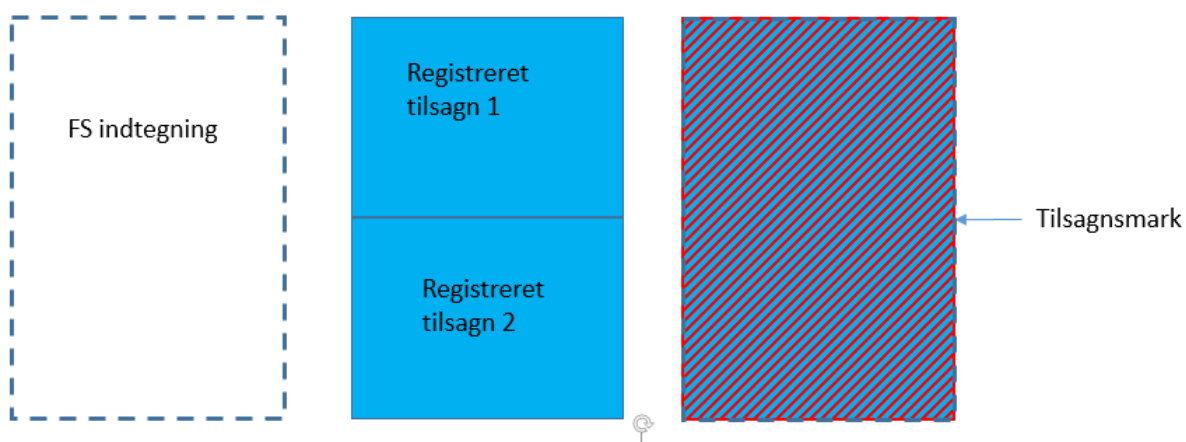 FS indtegning
Registreret
tilsagn 1
Registreret
tilsagn 2
Tilsagnsmark